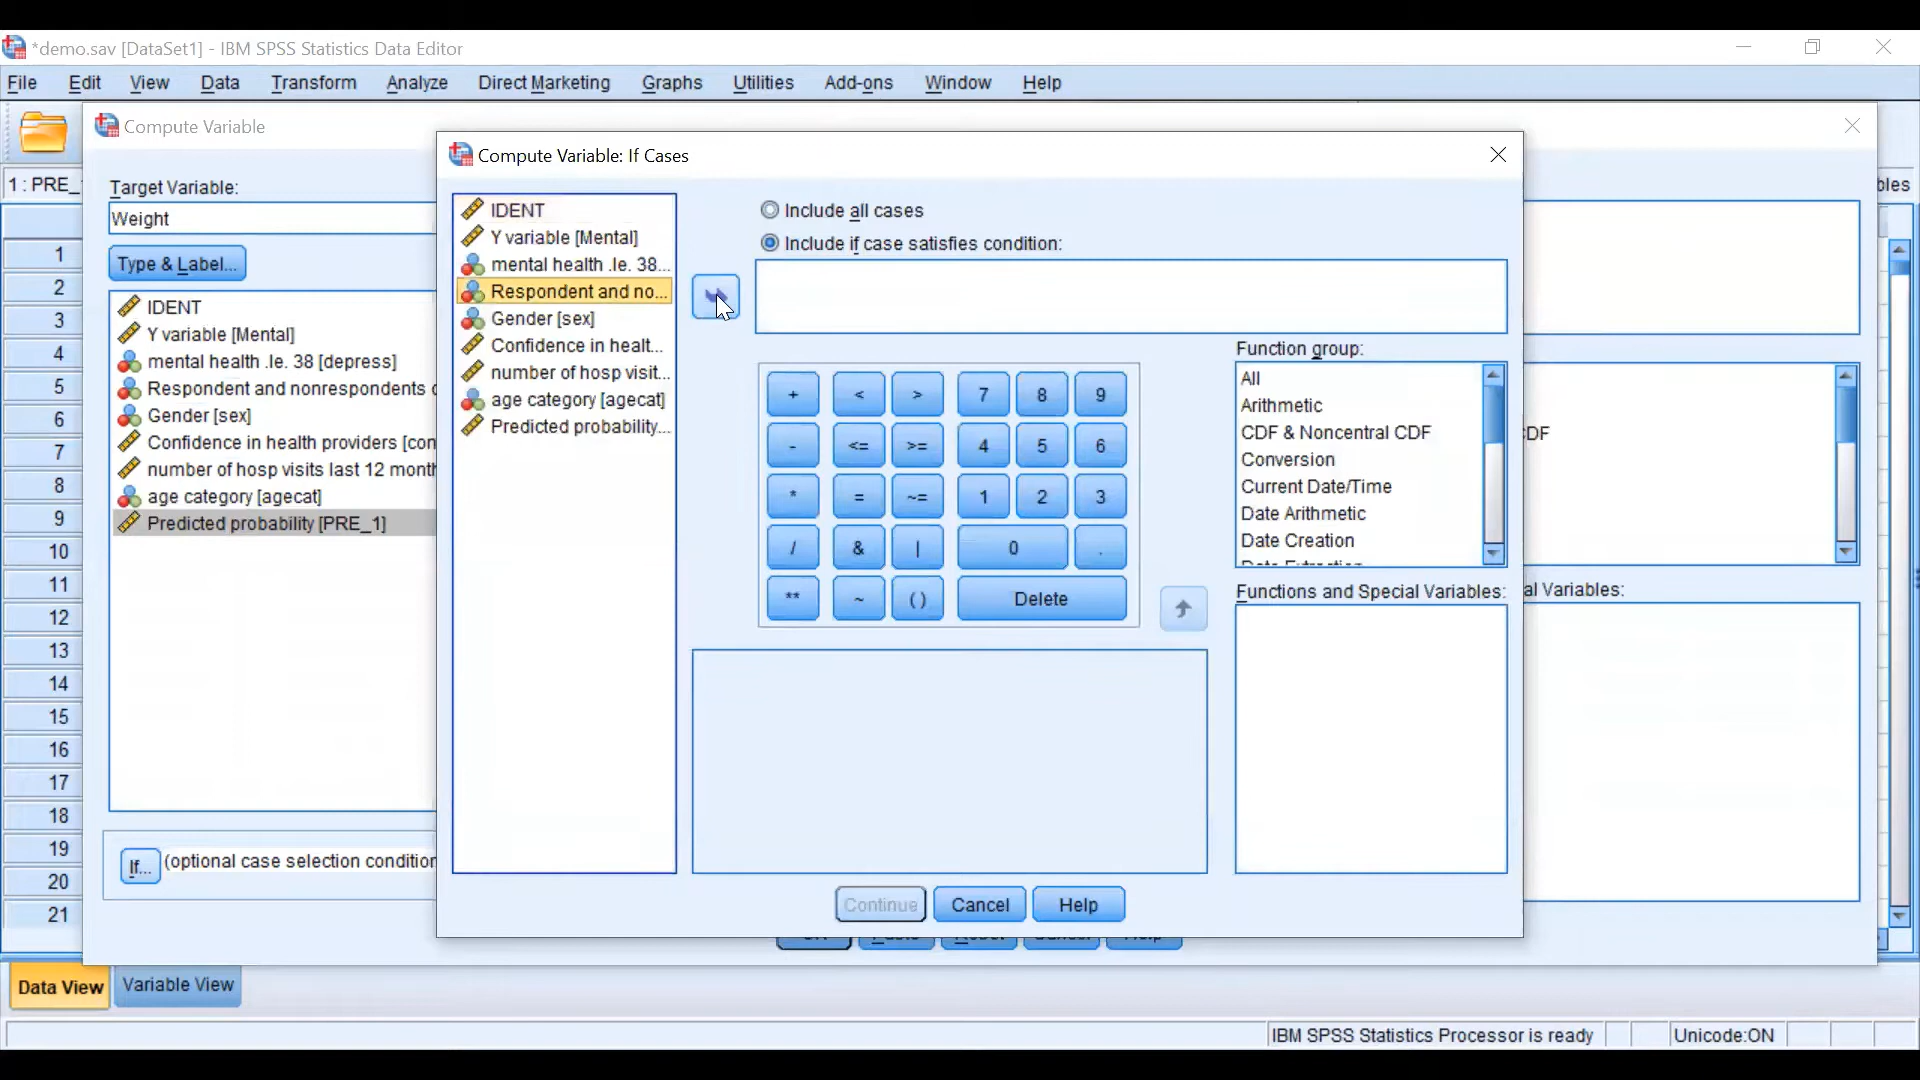 *demo.sav [DataSet1] - IBM SPSS Statistics Data Editor
File Edit View Data Transform Analyze Direct Marketing Graphs Utilities Add-ons Window Help
Compute Variable
Compute Variable: If Cases
1 : PRE_
Target Variable:
Weight
Type & Label...
IDENT
Y variable [Mental]
mental health .le. 38 [depress]
Respondent and nonrespondents
Gender [sex]
Confidence in health providers [con
number of hosp visits last 12 month
age category [agecat]
Predicted probability [PRE_1]
If...
(optional case selection condition
IDENT
Y variable [Mental]
mental health .le. 38...
Respondent and no...
Gender [sex]
Confidence in healt...
number of hosp visit...
age category [agecat]
Predicted probability...
Include all cases
Include if case satisfies condition:
+ < > 7 8 9
- <= >= 4 5 6
* = ~= 1 2 3
/ & | 0 .
** ~ ( ) Delete
Function group:
All
Arithmetic
CDF & Noncentral CDF
Conversion
Current Date/Time
Date Arithmetic
Date Creation
Functions and Special Variables:
Continue Cancel Help
bles
DF
al Variables:
1
2
3
4
5
6
7
8
9
10
11
12
13
14
15
16
17
18
19
20
21
Data View Variable View
IBM SPSS Statistics Processor is ready Unicode:ON